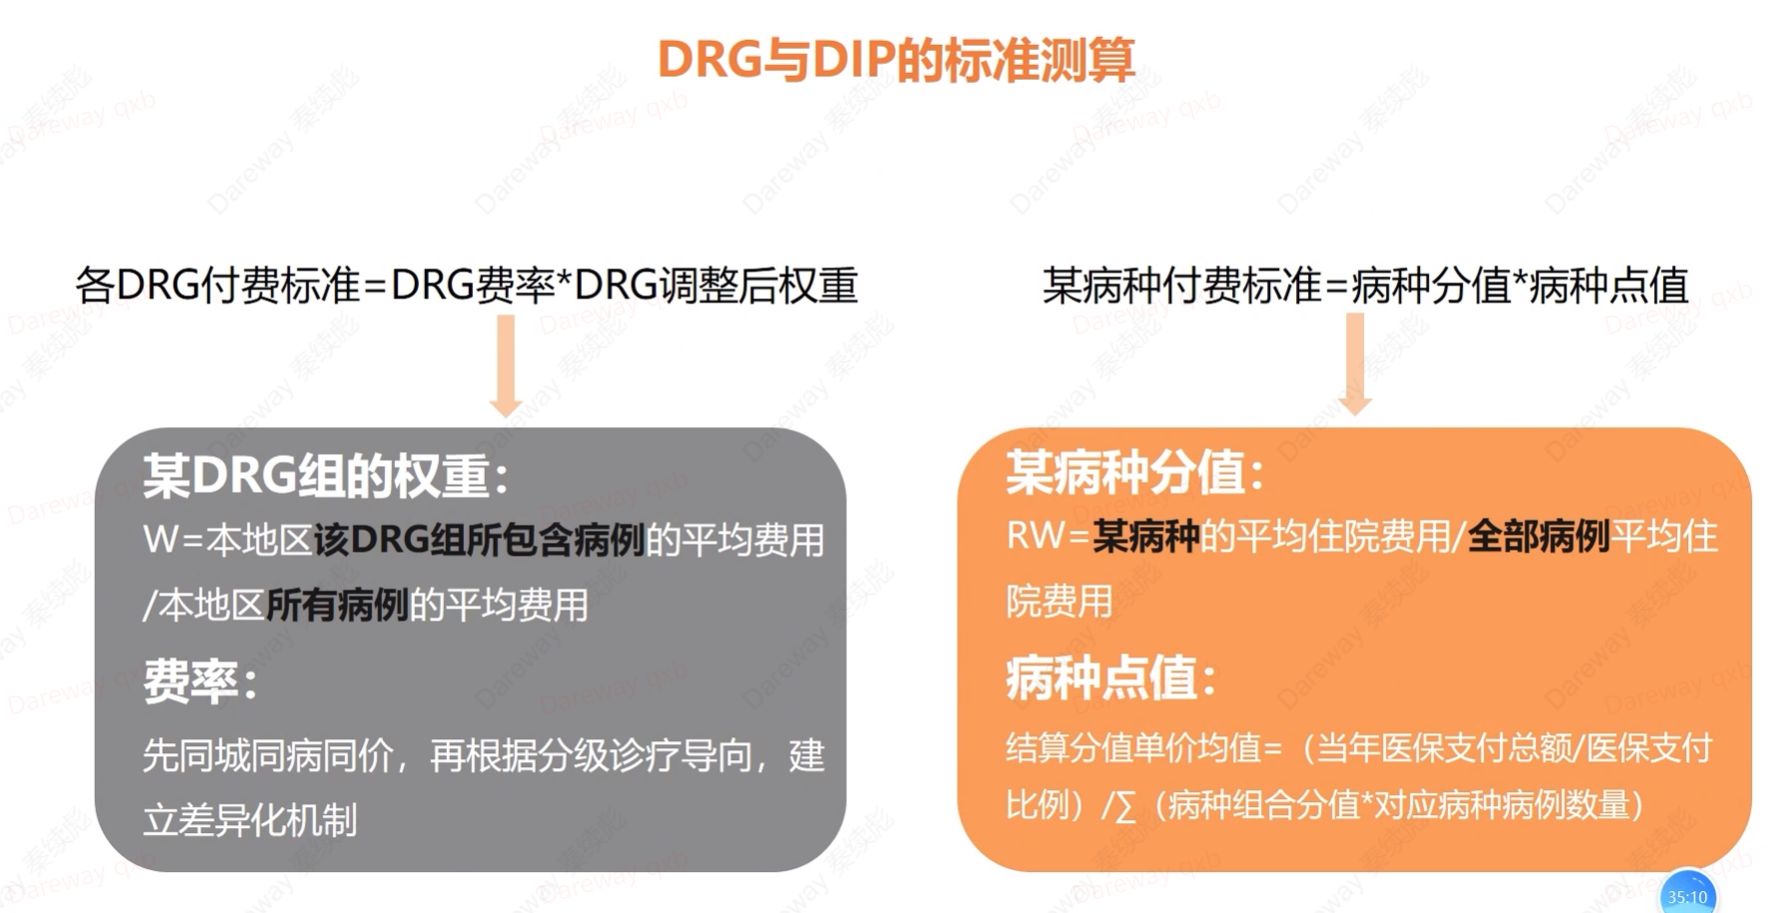 DRG与DIP的标准测算
各DRG付费标准=DRG费率*DRG调整后权重
某DRG组的权重：
W=本地区该DRG组所包含病例的平均费用
/本地区所有病例的平均费用
费率：
先同城同病同价，再根据分级诊疗导向，建
立差异化机制
某病种付费标准=病种分值*病种点值
某病种分值：
RW=某病种的平均住院费用/全部病例平均住
院费用
病种点值：
结算分值单价均值=（当年医保支付总额/医保支付
比例）/∑（病种组合分值*对应病种病例数量）
35:10
Dareway 秦续彪
Dareway qxb